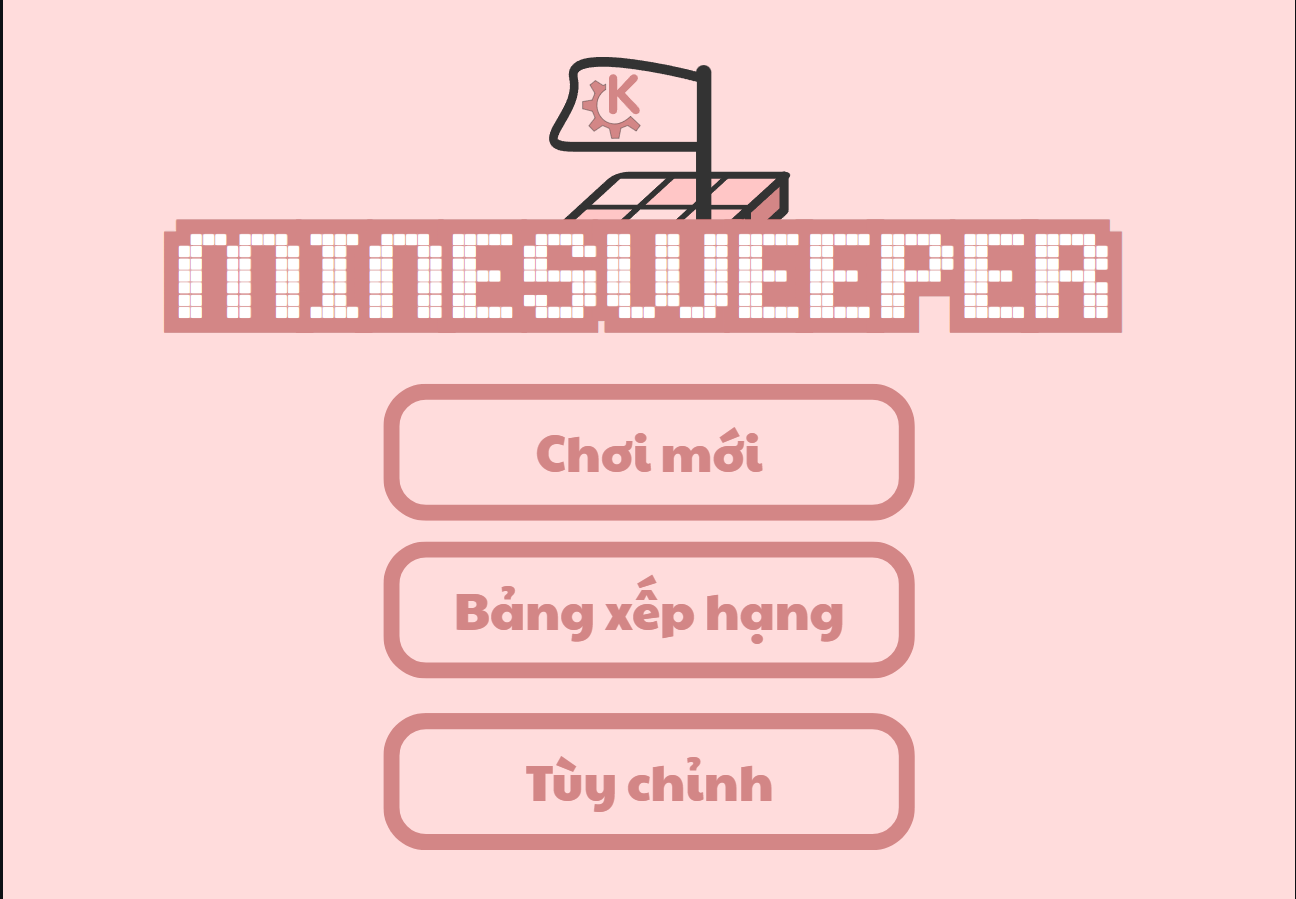 K
MINESWEEPER
Chơi mới
Bảng xếp hạng
Tùy chỉnh